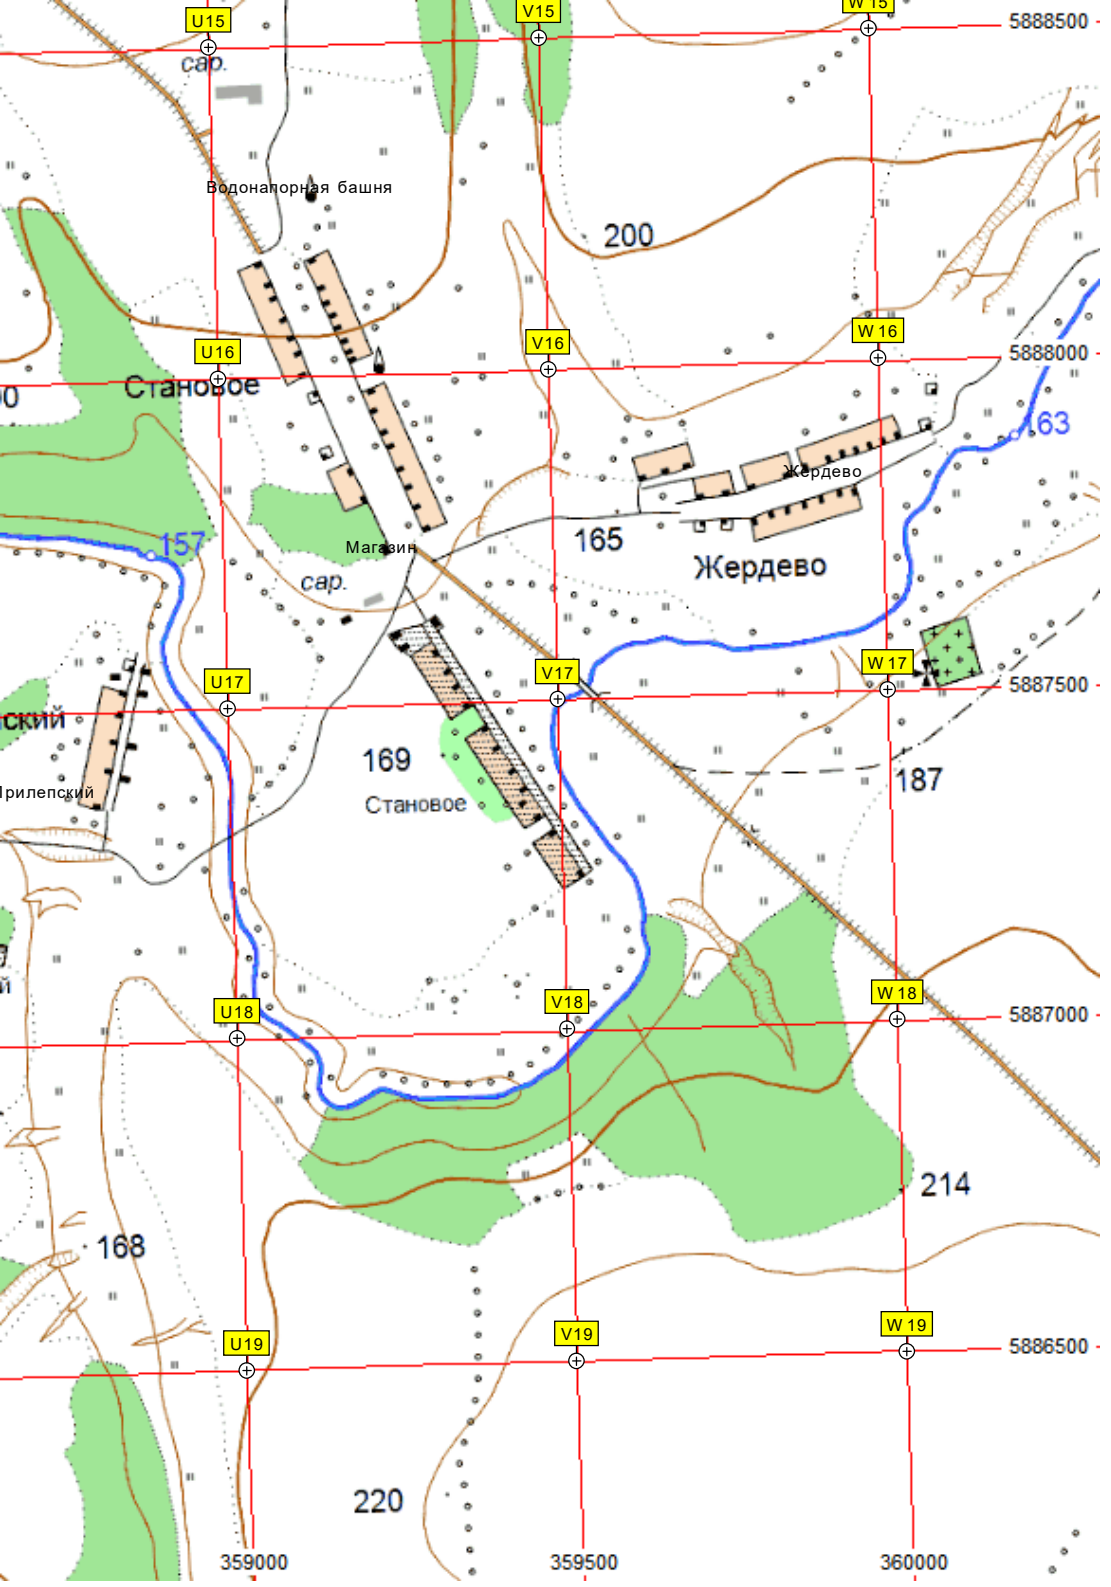 W 15
V15
U15
5888500
сар.
Водонапорная башня
200
W 16
V16
U16
5888000
Становое
163
Жердево
157
165
Магазин
Жердево
сар.
W 17
V17
U17
5887500
ский
169
187
Прилепский
Становое
й
W 18
V18
U18
5887000
214
168
W 19
V19
U19
5886500
220
359000
359500
360000